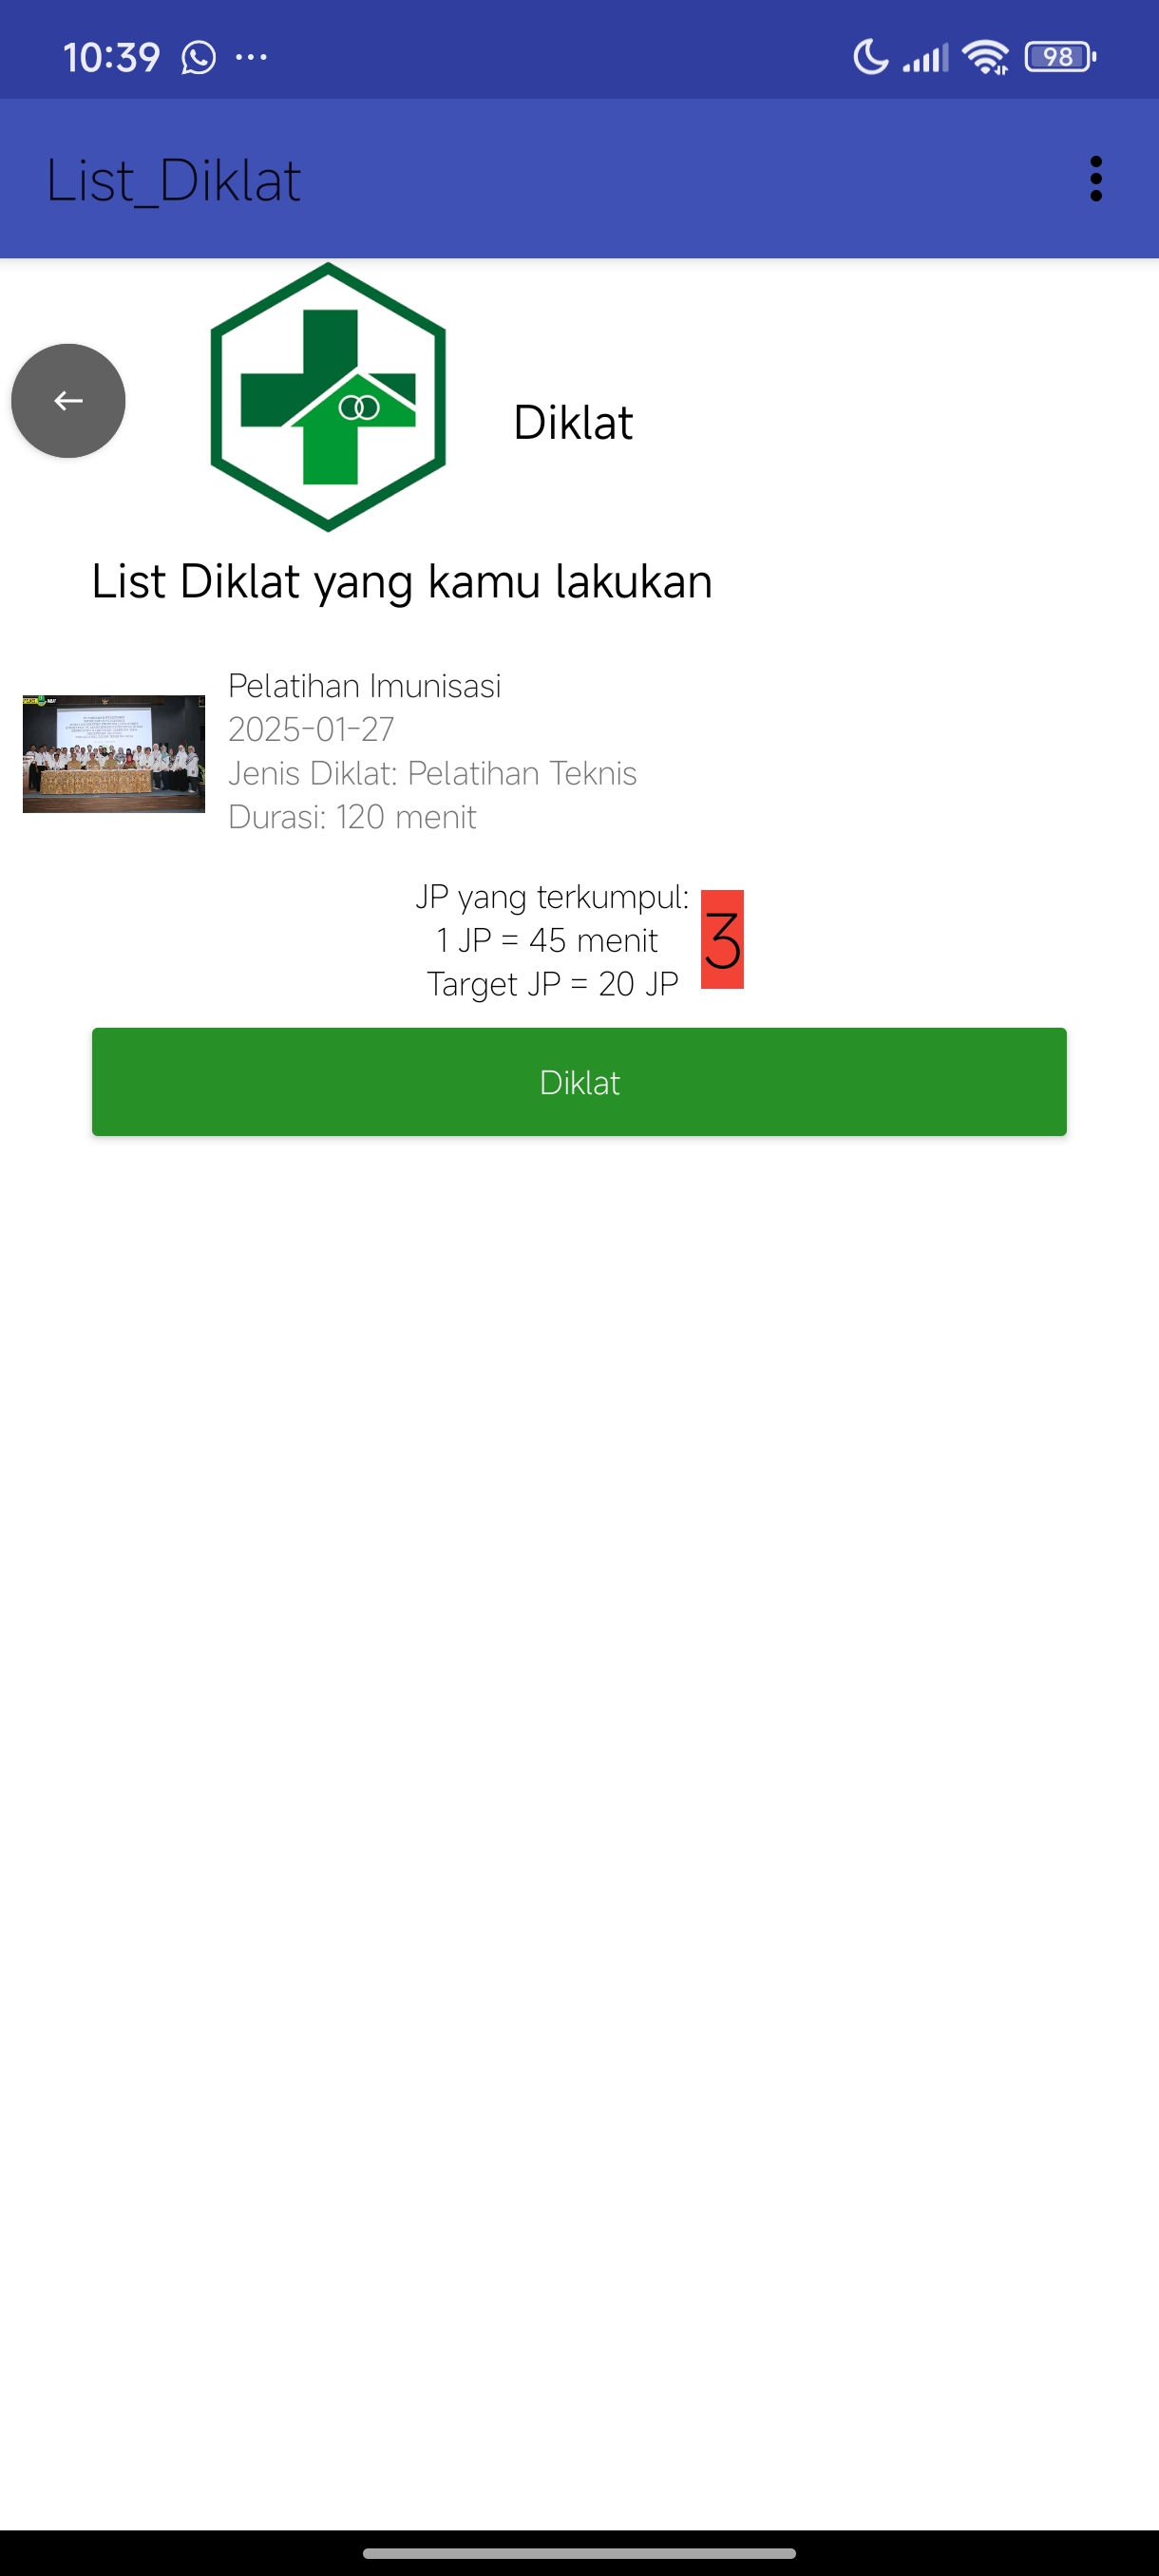 10:39
98
List_Diklat
Diklat
List Diklat yang kamu lakukan
Pelatihan Imunisasi
2025-01-27
Jenis Diklat: Pelatihan Teknis
Durasi: 120 menit
JP yang terkumpul:
1 JP = 45 menit
Target JP = 20 JP
3
Diklat